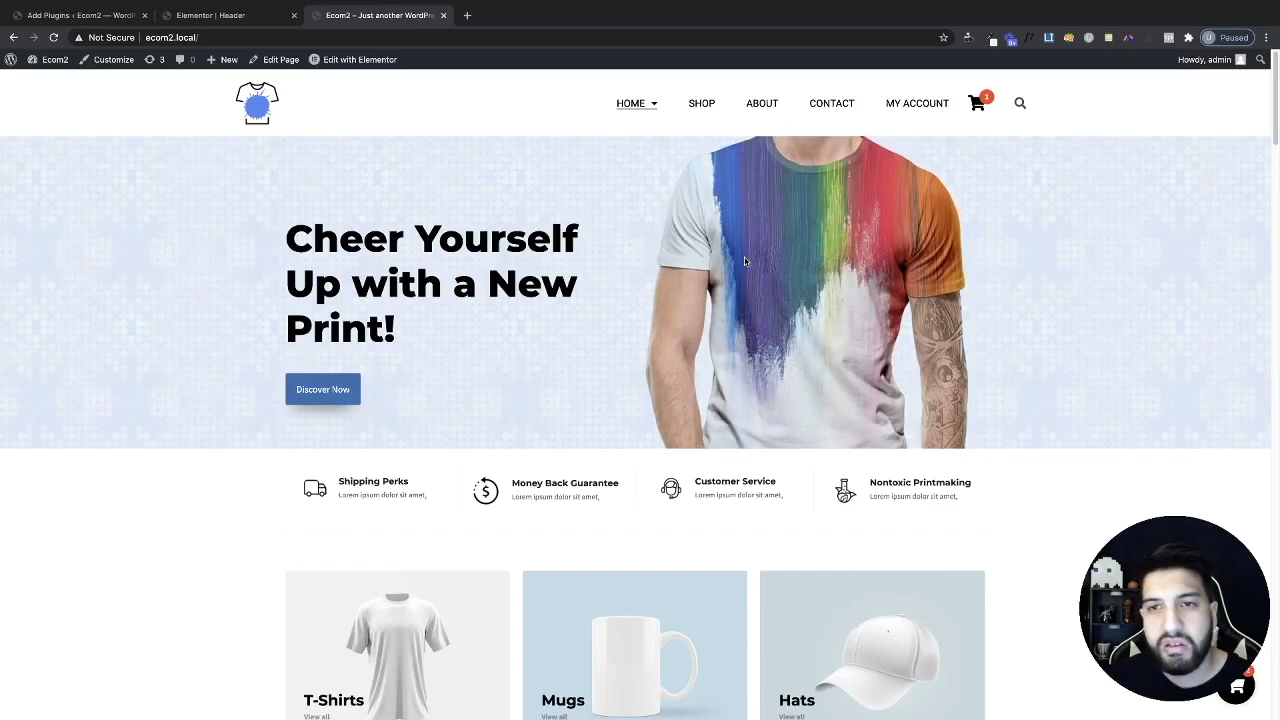 Add Plugins ‹ Ecom2 — WordP
Elementor | Header
Ecom2 – Just another WordPre
Not Secure | ecom2.local/
Paused
Ecom2
Customize
3
0
New
Edit Page
Edit with Elementor
Howdy, admin
HOME
SHOP
ABOUT
CONTACT
MY ACCOUNT
2
Cheer Yourself
Up with a New
Print!
Discover Now
Shipping Perks
Lorem ipsum dolor sit amet,
Money Back Guarantee
Lorem ipsum dolor sit amet,
Customer Service
Lorem ipsum dolor sit amet,
Nontoxic Printmaking
Lorem ipsum dolor sit amet,
T-Shirts
View all
Mugs
View all
Hats
View all